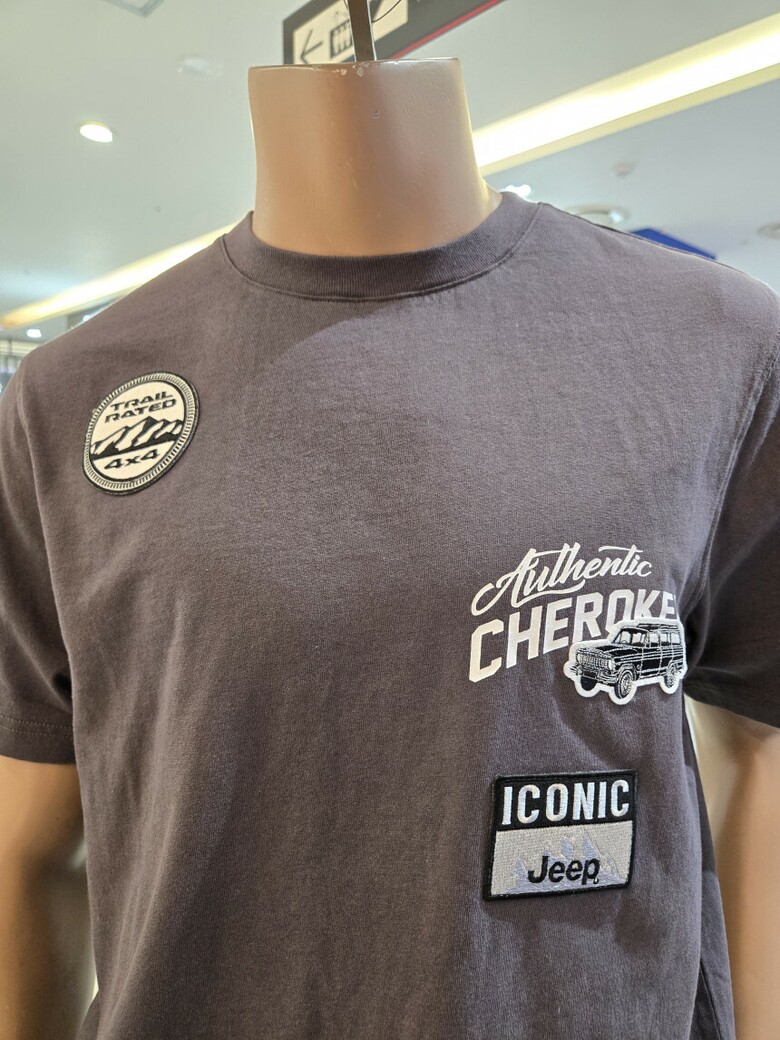 TRAIL
RATED
4x4
Authentic
CHEROKE
ICONIC
Jeep